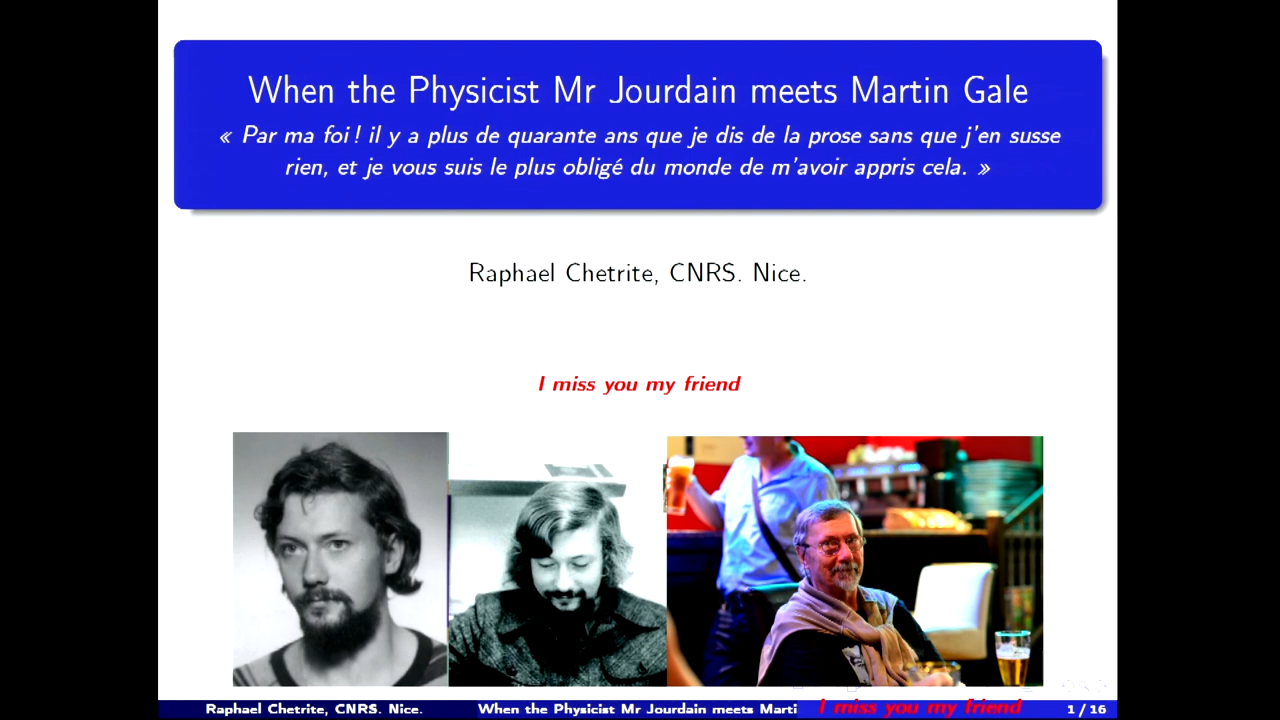 When the Physicist Mr Jourdain meets Martin Gale
« Par ma foi ! il y a plus de quarante ans que je dis de la prose sans que j'en susse
rien, et je vous suis le plus obligé du monde de m'avoir appris cela. »
Raphael Chetrite, CNRS. Nice.
I miss you my friend
Raphael Chetrite, CNRS. Nice. When the Physicist Mr Jourdain meets Marti I miss you my friend 1 / 16